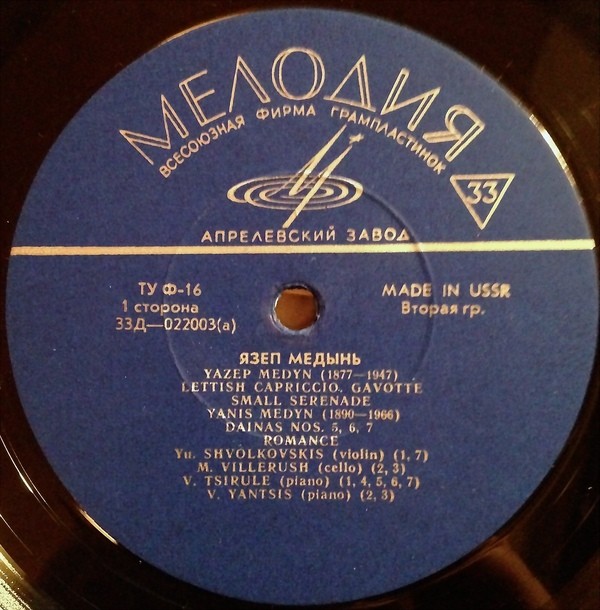 МЕЛОДИЯ
ВСЕСОЮЗНАЯ ФИРМА ГРАМПЛАСТИНОК
33
АПРЕЛЕВСКИЙ ЗАВОД
ТУ Ф-16
1 сторона
33Д—022003(а)
MADE IN USSR
Вторая гр.
ЯЗЕП МЕДЫНЬ
YAZEP MEDYN (1877—1947)
LETTISH CAPRICCIO, GAVOTTE
SMALL SERENADE
YANIS MEDYN (1890—1966)
DAINAS NOS. 5, 6, 7
ROMANCE
Yu. SHVOLKOVSKIS (violin) (1, 7)
M. VILLERUSH (cello) (2, 3)
V. TSIRULE (piano) (1, 4, 5, 6, 7)
V. YANTSIS (piano) (2, 3)